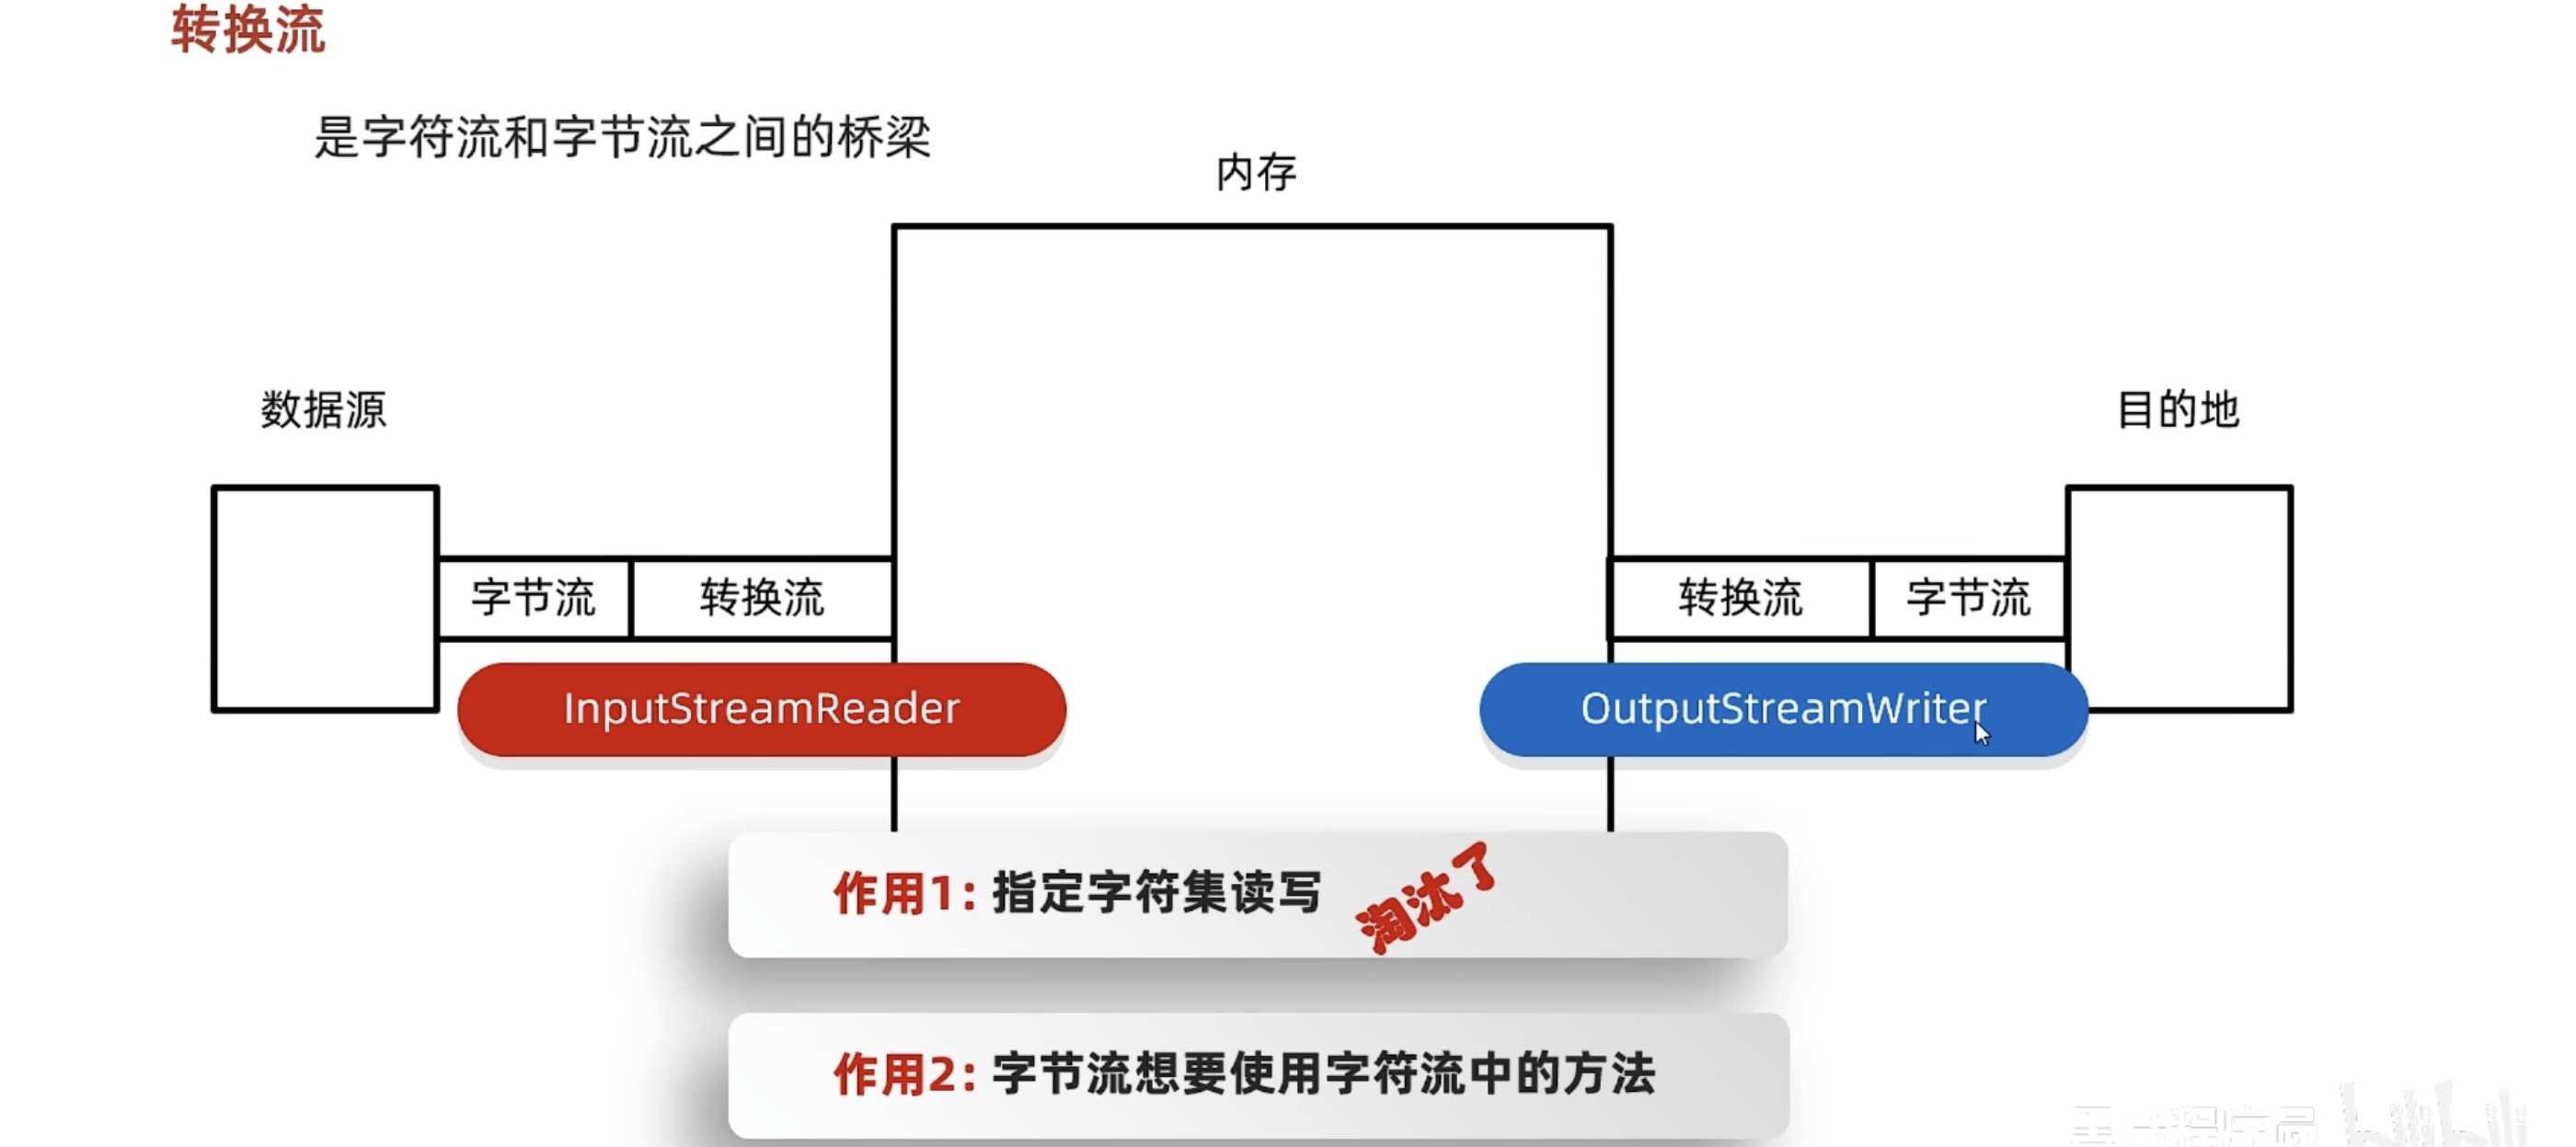 转换流
是字符流和字节流之间的桥梁
内存
数据源
目的地
字节流 转换流
转换流 字节流
InputStreamReader
OutputStreamWriter
作用1: 指定字符集读写 淘汰了
作用2: 字节流想要使用字符流中的方法